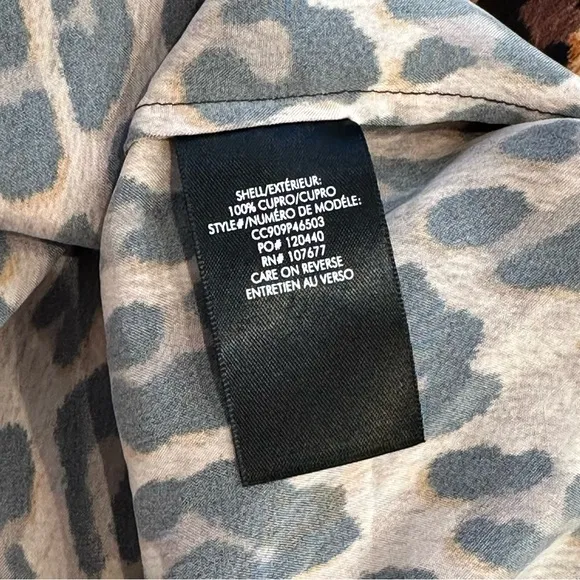 SHELL/EXTÉRIEUR:
100% CUPRO/CUPRO
STYLE#/NUMÉRO DE MODÉLE:
CC909P46503
PO# 120440
RN# 107677
CARE ON REVERSE
ENTRETIEN AU VERSO